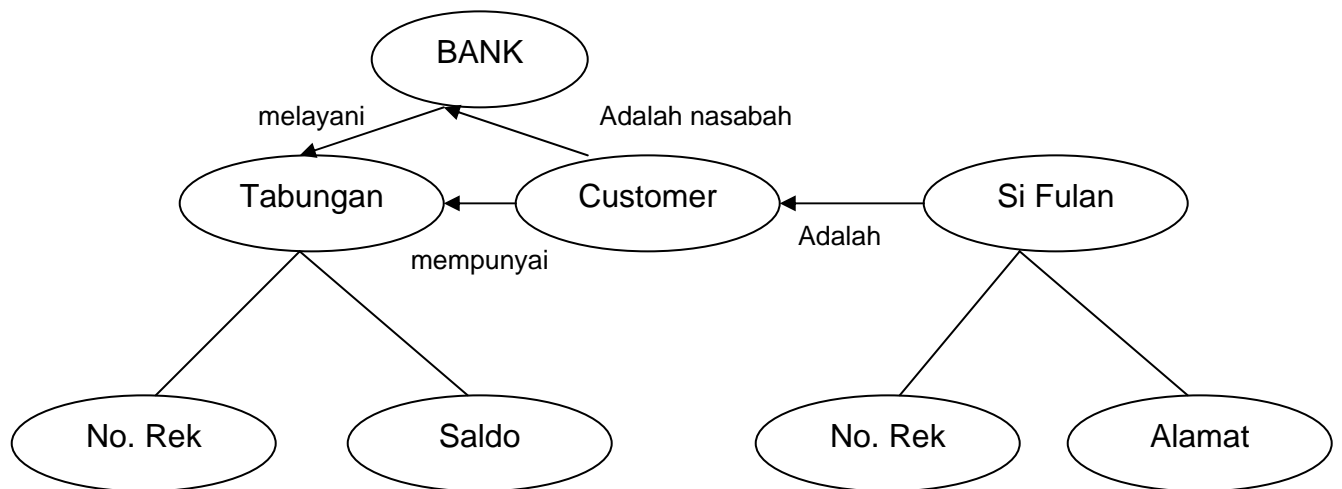 BANK
melayani
Adalah nasabah
Tabungan
Customer
Si Fulan
mempunyai
Adalah
No. Rek
Saldo
No. Rek
Alamat